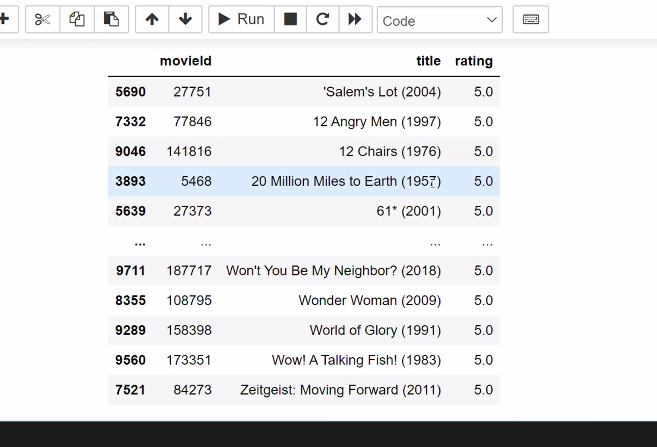 Run Code
movieId title rating
5690 27751 'Salem's Lot (2004) 5.0
7332 77846 12 Angry Men (1997) 5.0
9046 141816 12 Chairs (1976) 5.0
3893 5468 20 Million Miles to Earth (1957) 5.0
5639 27373 61* (2001) 5.0
... ... ... ...
9711 187717 Won't You Be My Neighbor? (2018) 5.0
8355 108795 Wonder Woman (2009) 5.0
9289 158398 World of Glory (1991) 5.0
9560 173351 Wow! A Talking Fish! (1983) 5.0
7521 84273 Zeitgeist: Moving Forward (2011) 5.0